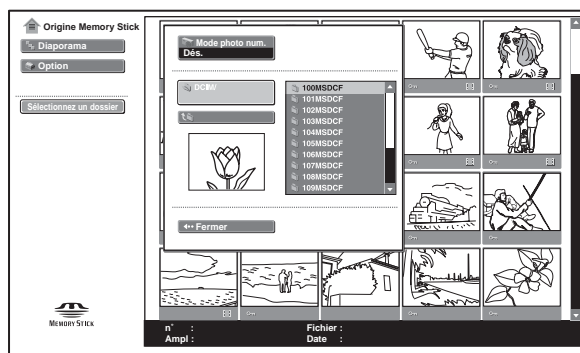 Origine Memory Stick
Diaporama
Option
Sélectionnez un dossier
MEMORY STICK
Mode photo num.
Dés.
100MSDCF
101MSDCF
102MSDCF
103MSDCF
104MSDCF
105MSDCF
106MSDCF
107MSDCF
108MSDCF
109MSDCF
Fermer
n° :
Fichier :
Ampl :
Date :